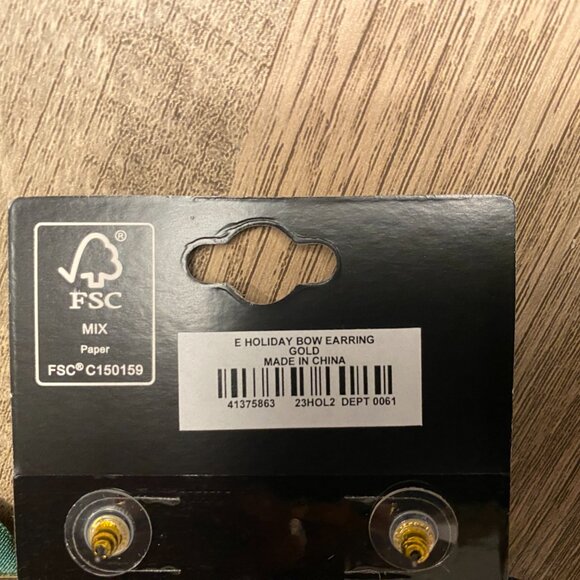 ®
FSC
MIX
Paper
FSC® C150159
E HOLIDAY BOW EARRING
GOLD
MADE IN CHINA
41375863 23HOL2 DEPT 0061